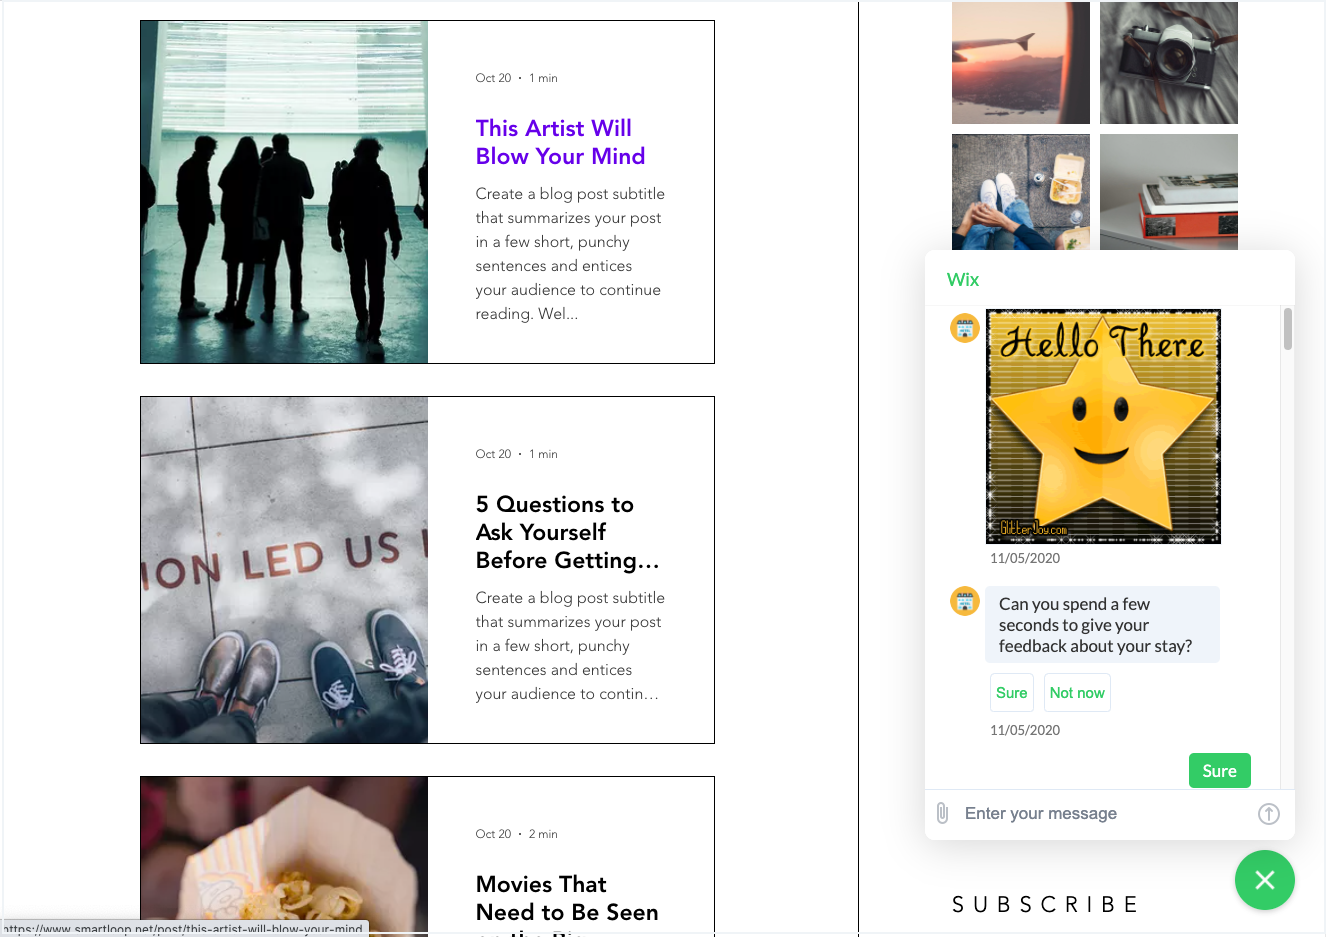 Oct 20 · 1 min
This Artist Will
Blow Your Mind
Create a blog post subtitle
that summarizes your post
in a few short, punchy
sentences and entices
your audience to continue
reading. Wel...
ION LED US
Oct 20 · 1 min
5 Questions to
Ask Yourself
Before Getting...
Create a blog post subtitle
that summarizes your post
in a few short, punchy
sentences and entices
your audience to contin...
Oct 20 · 2 min
Movies That
Need to Be Seen
on the Big
https://www.smartloop.net/post/this-artist-will-blow-your-mind
Wix
Hello There
GlitterJoy.com
11/05/2020
Can you spend a few
seconds to give your
feedback about your stay?
Sure Not now
11/05/2020
Sure
Enter your message
SUBSCRIBE